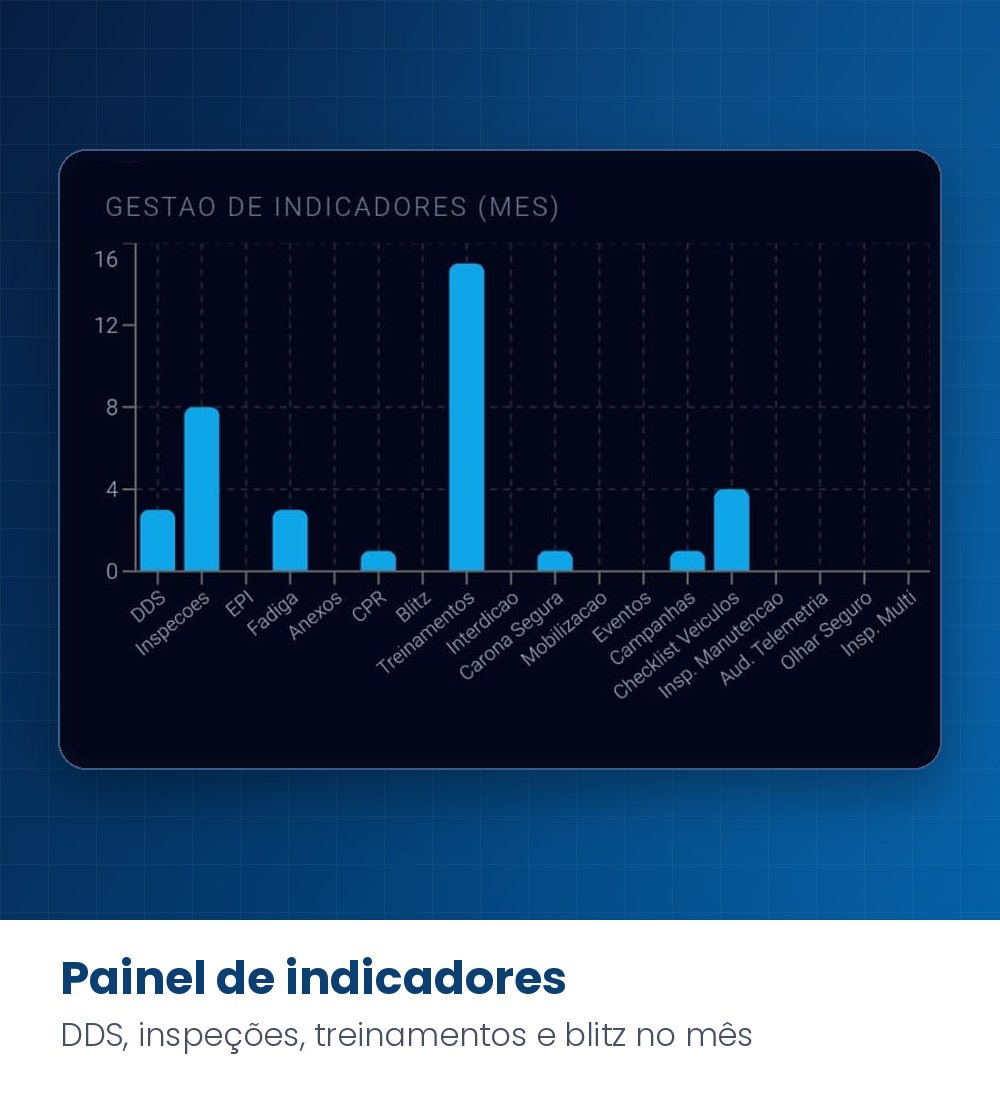 GESTAO DE INDICADORES (MES)
16
12
8
4
0
DDS
Inspecoes
EPI
Fadiga
Anexos
CPR
Blitz
Treinamentos
Interdicao
Carona Segura
Mobilizacao
Eventos
Campanhas
Checklist Veiculos
Insp. Manutencao
Aud. Telemetria
Olhar Seguro
Insp. Multi
Painel de indicadores
DDS, inspeções, treinamentos e blitz no mês